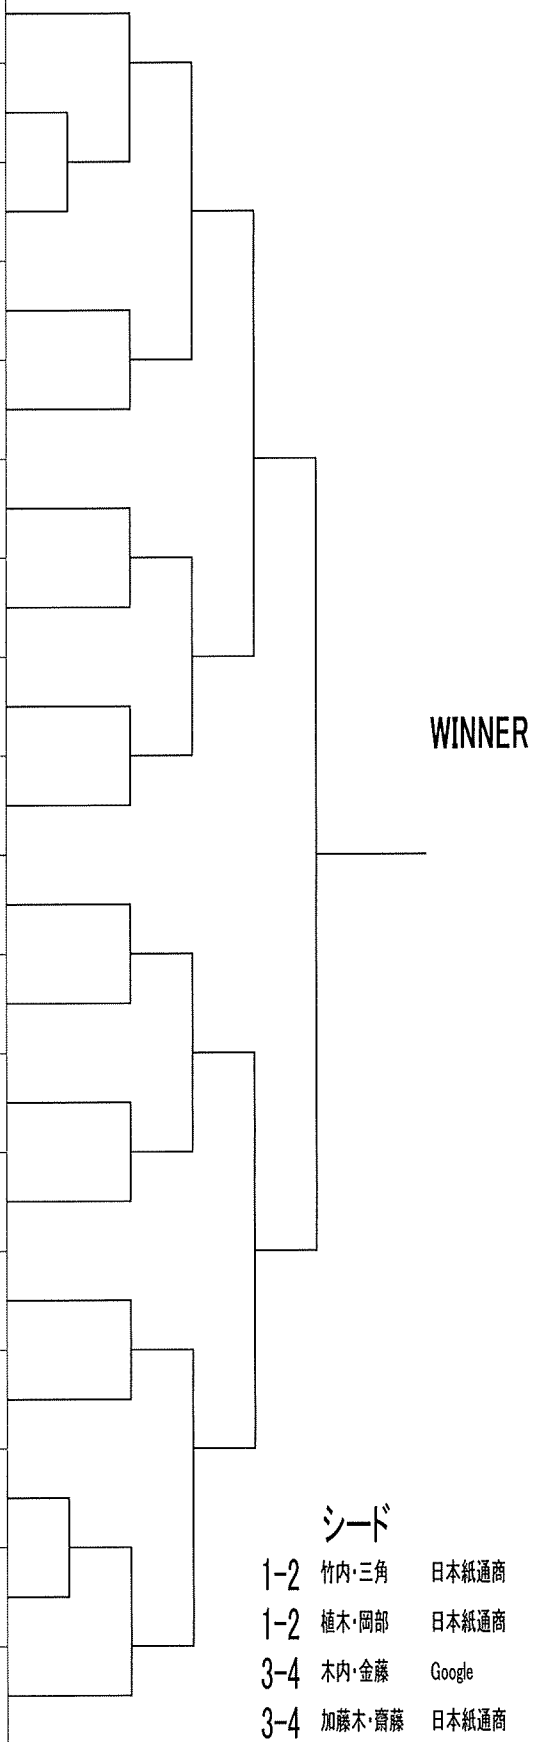 WINNER
シード
1-2 竹内・三角 日本紙通商
1-2 植木・岡部 日本紙通商
3-4 木内・金藤 Google
3-4 加藤木・齋藤 日本紙通商